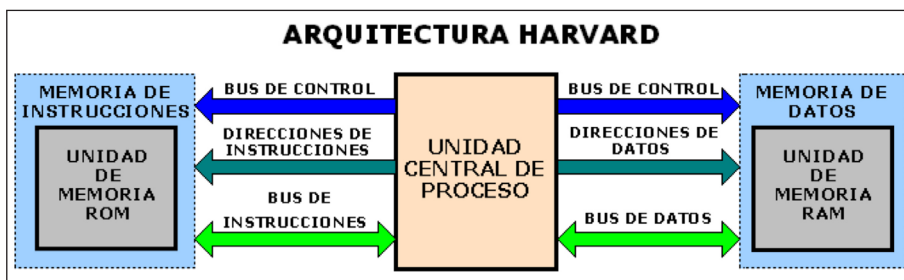 ARQUITECTURA HARVARD
MEMORIA DE
INSTRUCCIONES
UNIDAD
DE
MEMORIA
ROM
BUS DE CONTROL
DIRECCIONES DE
INSTRUCCIONES
BUS DE
INSTRUCCIONES
UNIDAD
CENTRAL DE
PROCESO
BUS DE CONTROL
DIRECCIONES DE
DATOS
BUS DE DATOS
MEMORIA DE
DATOS
UNIDAD
DE
MEMORIA
RAM